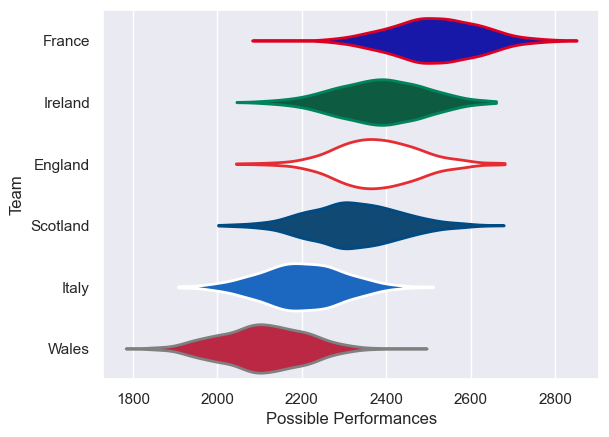 France
Ireland
England
Scotland
Italy
Wales
Team
1800 2000 2200 2400 2600 2800
Possible Performances